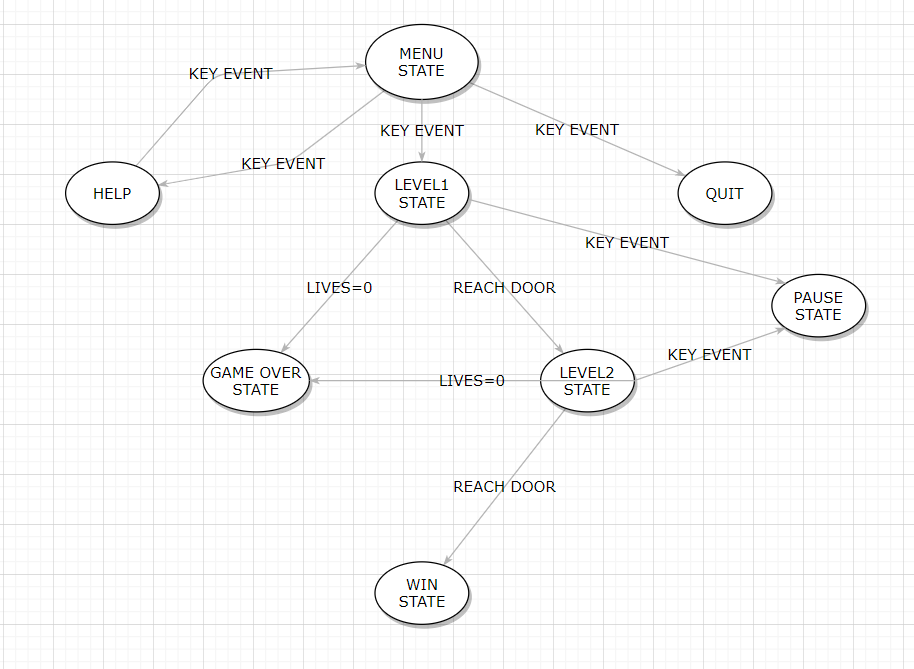 MENU
STATE
KEY EVENT
KEY EVENT
KEY EVENT
KEY EVENT
HELP
LEVEL1
STATE
QUIT
KEY EVENT
LIVES=0
REACH DOOR
PAUSE
STATE
KEY EVENT
GAME OVER
STATE
LIVES=0
LEVEL2
STATE
REACH DOOR
WIN
STATE